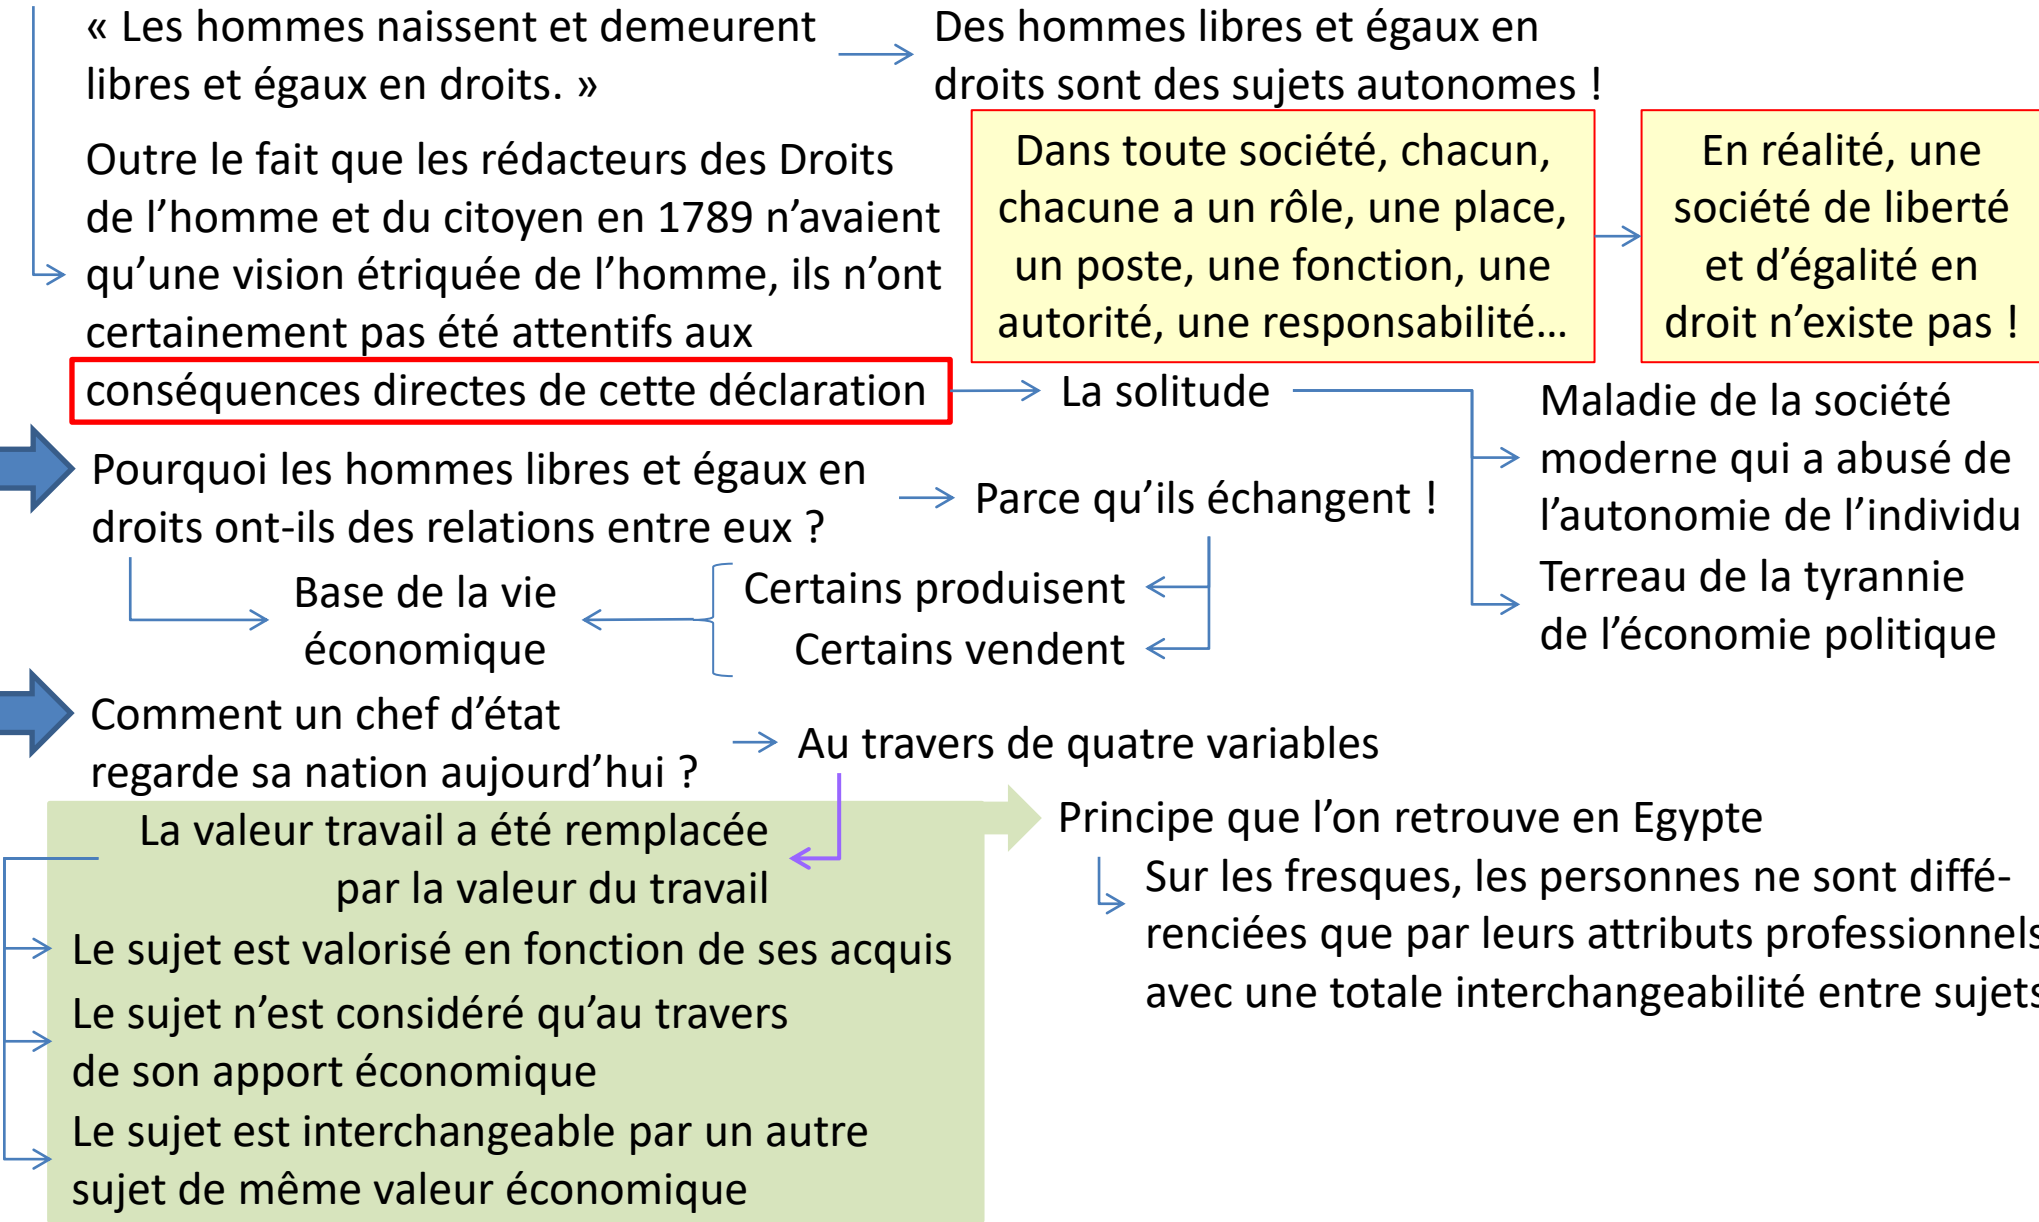 « Les hommes naissent et demeurent
libres et égaux en droits. »
Des hommes libres et égaux en
droits sont des sujets autonomes !
Outre le fait que les rédacteurs des Droits
de l’homme et du citoyen en 1789 n’avaient
qu’une vision étriquée de l’homme, ils n’ont
certainement pas été attentifs aux
conséquences directes de cette déclaration
Dans toute société, chacun,
chacune a un rôle, une place,
un poste, une fonction, une
autorité, une responsabilité…
En réalité, une
société de liberté
et d’égalité en
droit n’existe pas !
La solitude
Maladie de la société
moderne qui a abusé de
l’autonomie de l’individu
Terreau de la tyrannie
de l’économie politique
Pourquoi les hommes libres et égaux en
droits ont-ils des relations entre eux ?
Parce qu’ils échangent !
Certains produisent
Certains vendent
Base de la vie
économique
Comment un chef d’état
regarde sa nation aujourd’hui ?
Au travers de quatre variables
La valeur travail a été remplacée
par la valeur du travail
Le sujet est valorisé en fonction de ses acquis
Le sujet n’est considéré qu’au travers
de son apport économique
Le sujet est interchangeable par un autre
sujet de même valeur économique
Principe que l’on retrouve en Egypte
Sur les fresques, les personnes ne sont diffé-
renciées que par leurs attributs professionnels
avec une totale interchangeabilité entre sujets